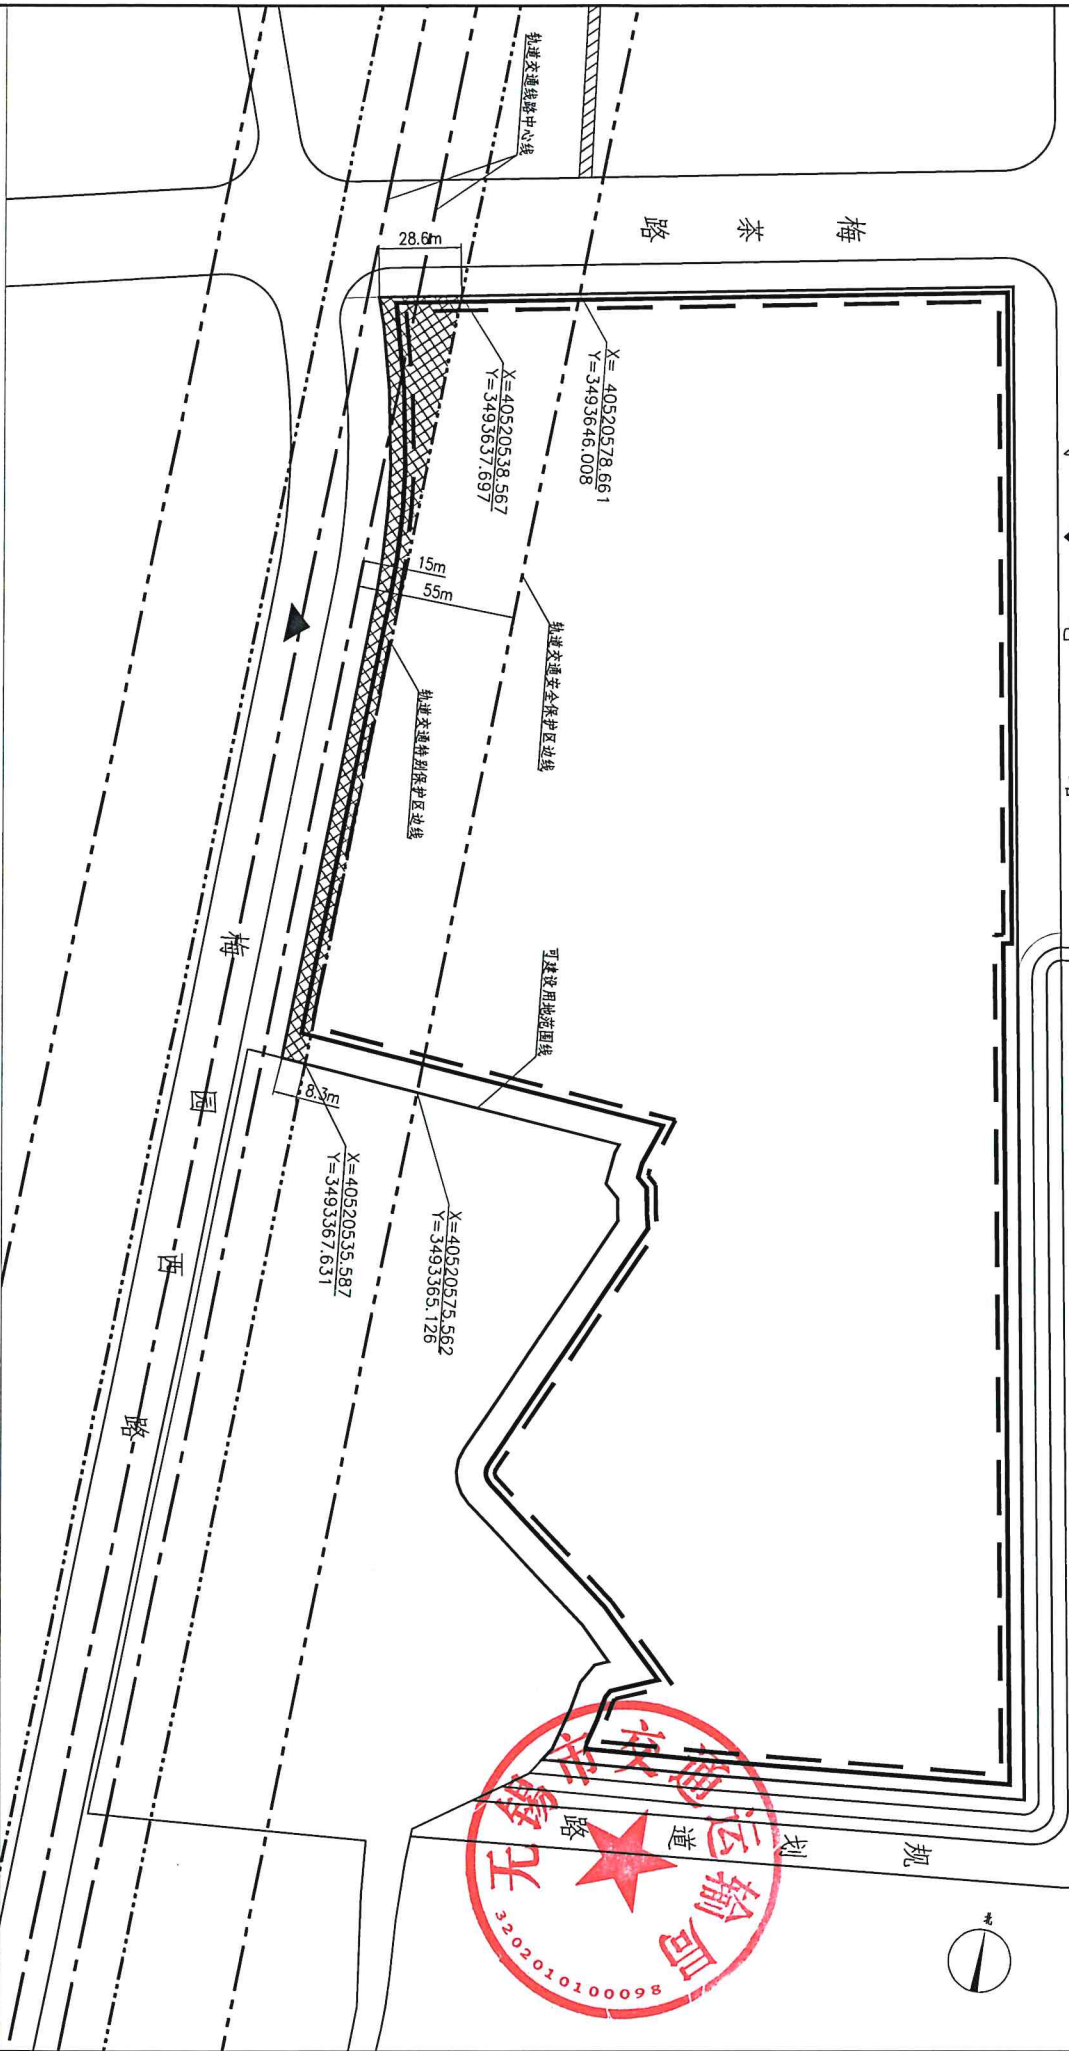 轨道交通线路中心线
梅茶路
28.6m
X= 40520578.661
Y=3493646.008
X=40520538.567
Y=3493637.697
15m
55m
轨道交通安全保护区边线
轨道交通特别保护区边线
梅园西路
可建设用地范围线
8.3m
X=40520535.587
Y=3493367.631
X=40520575.562
Y=3493365.126
规划道路
无锡市交通运输局
3202010100098
北